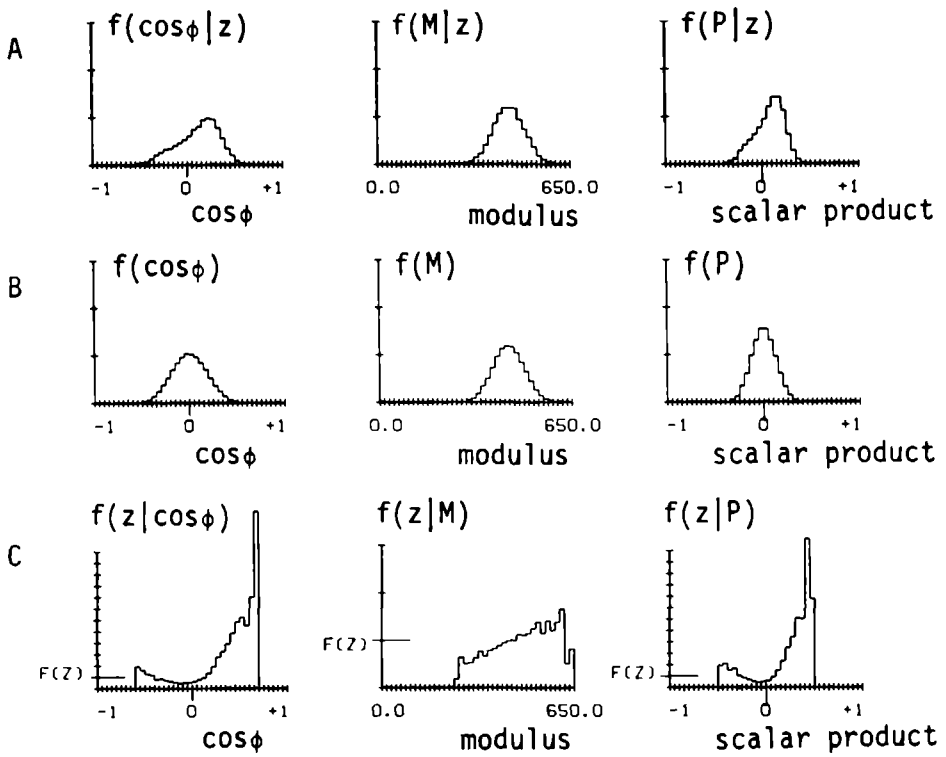 A
f(cosϕ|z) f(M|z) f(P|z)
-1 0 +1 0.0 650.0 -1 0 +1
cosϕ modulus scalar product
B
f(cosϕ) f(M) f(P)
-1 0 +1 0.0 650.0 -1 0 +1
cosϕ modulus scalar product
C
f(z|cosϕ) f(z|M) f(z|P)
F(Z) F(Z) F(Z)
-1 0 +1 0.0 650.0 -1 0 +1
cosϕ modulus scalar product